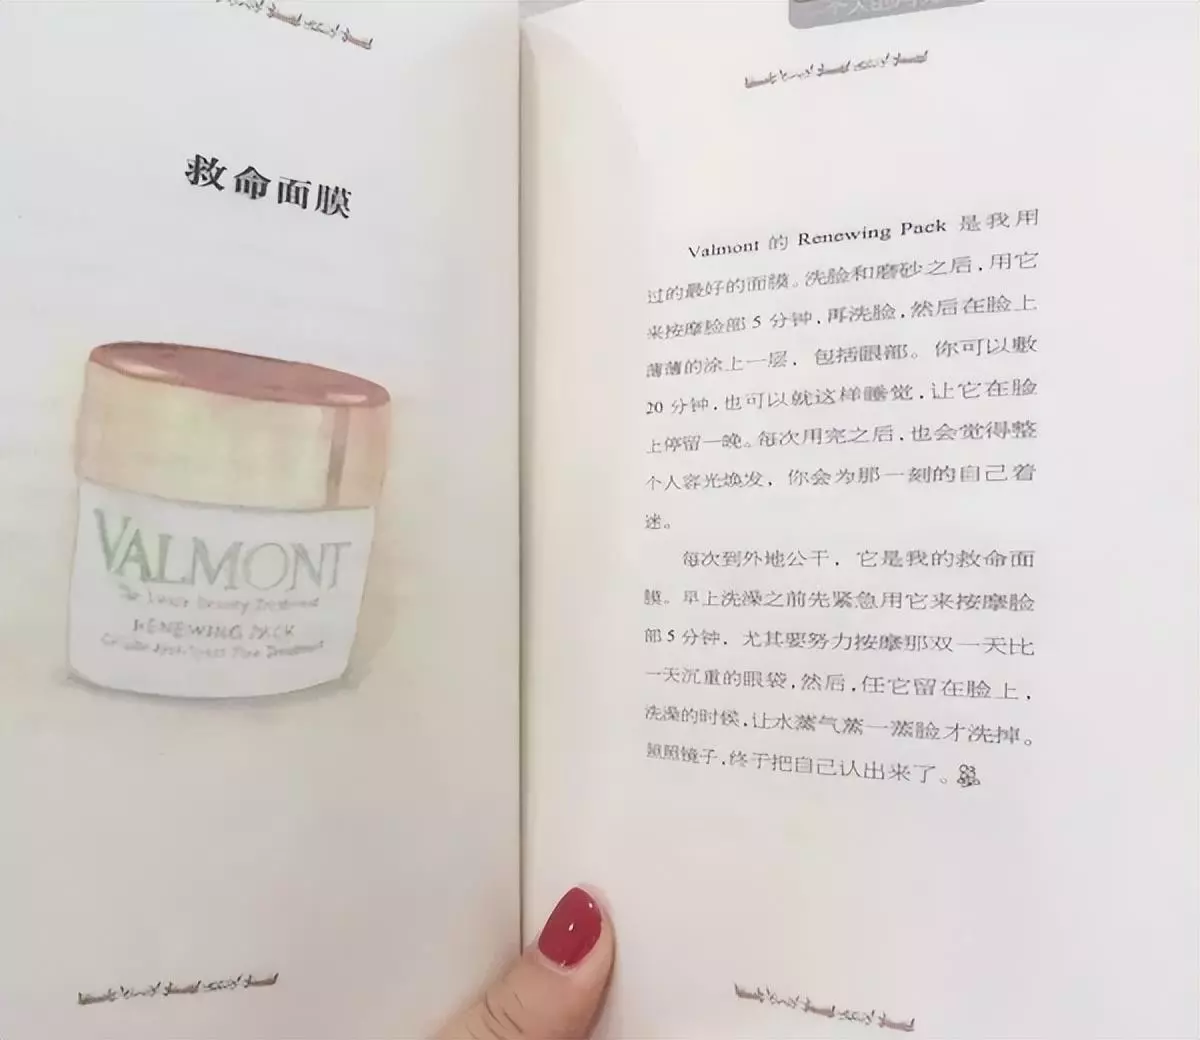 救命面膜
VALMONT
RENEWING PACK
一个人
Valmont 的 Renewing Pack 是我用
过的最好的面膜。洗脸和磨砂之后，用它
来按摩脸部 5 分钟，再洗脸，然后在脸上
薄薄的涂上一层，包括眼部。你可以敷
20 分钟，也可以就这样睡觉，让它在脸
上停留一晚。每次用完之后，也会觉得整
个人容光焕发，你会为那一刻的自己着
迷。
每次到外地公干，它是我的救命面
膜。早上洗澡之前先紧急用它来按摩脸
部 5 分钟，尤其要努力按摩那双一天比
一天沉重的眼袋，然后，任它留在脸上，
洗澡的时候，让水蒸气蒸一蒸脸才洗掉。
照照镜子，终于把自己认出来了。